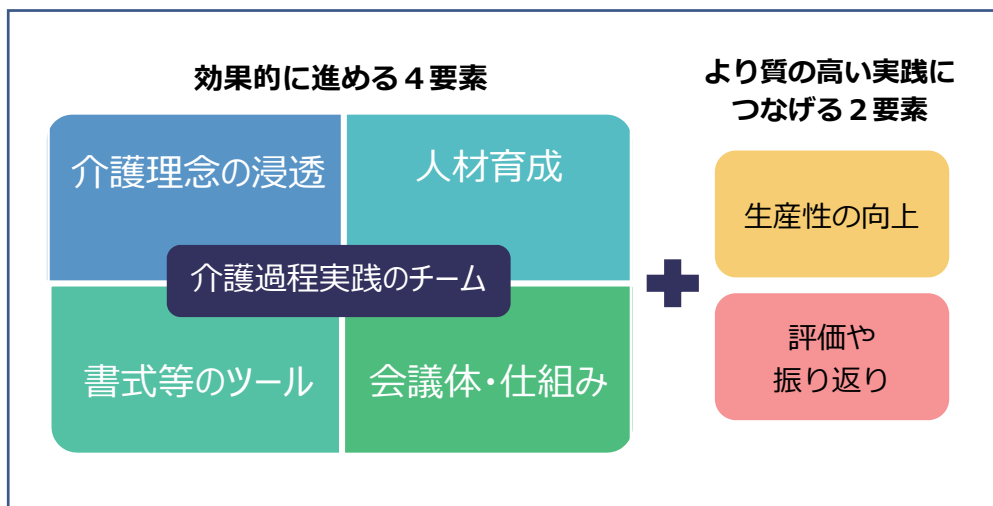 効果的に進める４要素
介護理念の浸透
人材育成
介護過程実践のチーム
書式等のツール
会議体・仕組み
より質の高い実践に
つなげる２要素
生産性の向上
評価や
振り返り